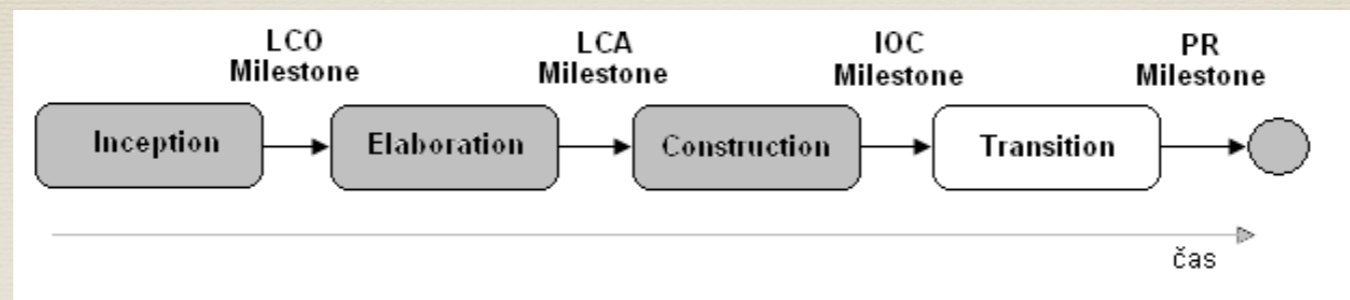 LCO
Milestone
LCA
Milestone
IOC
Milestone
PR
Milestone
Inception
Elaboration
Construction
Transition
čas